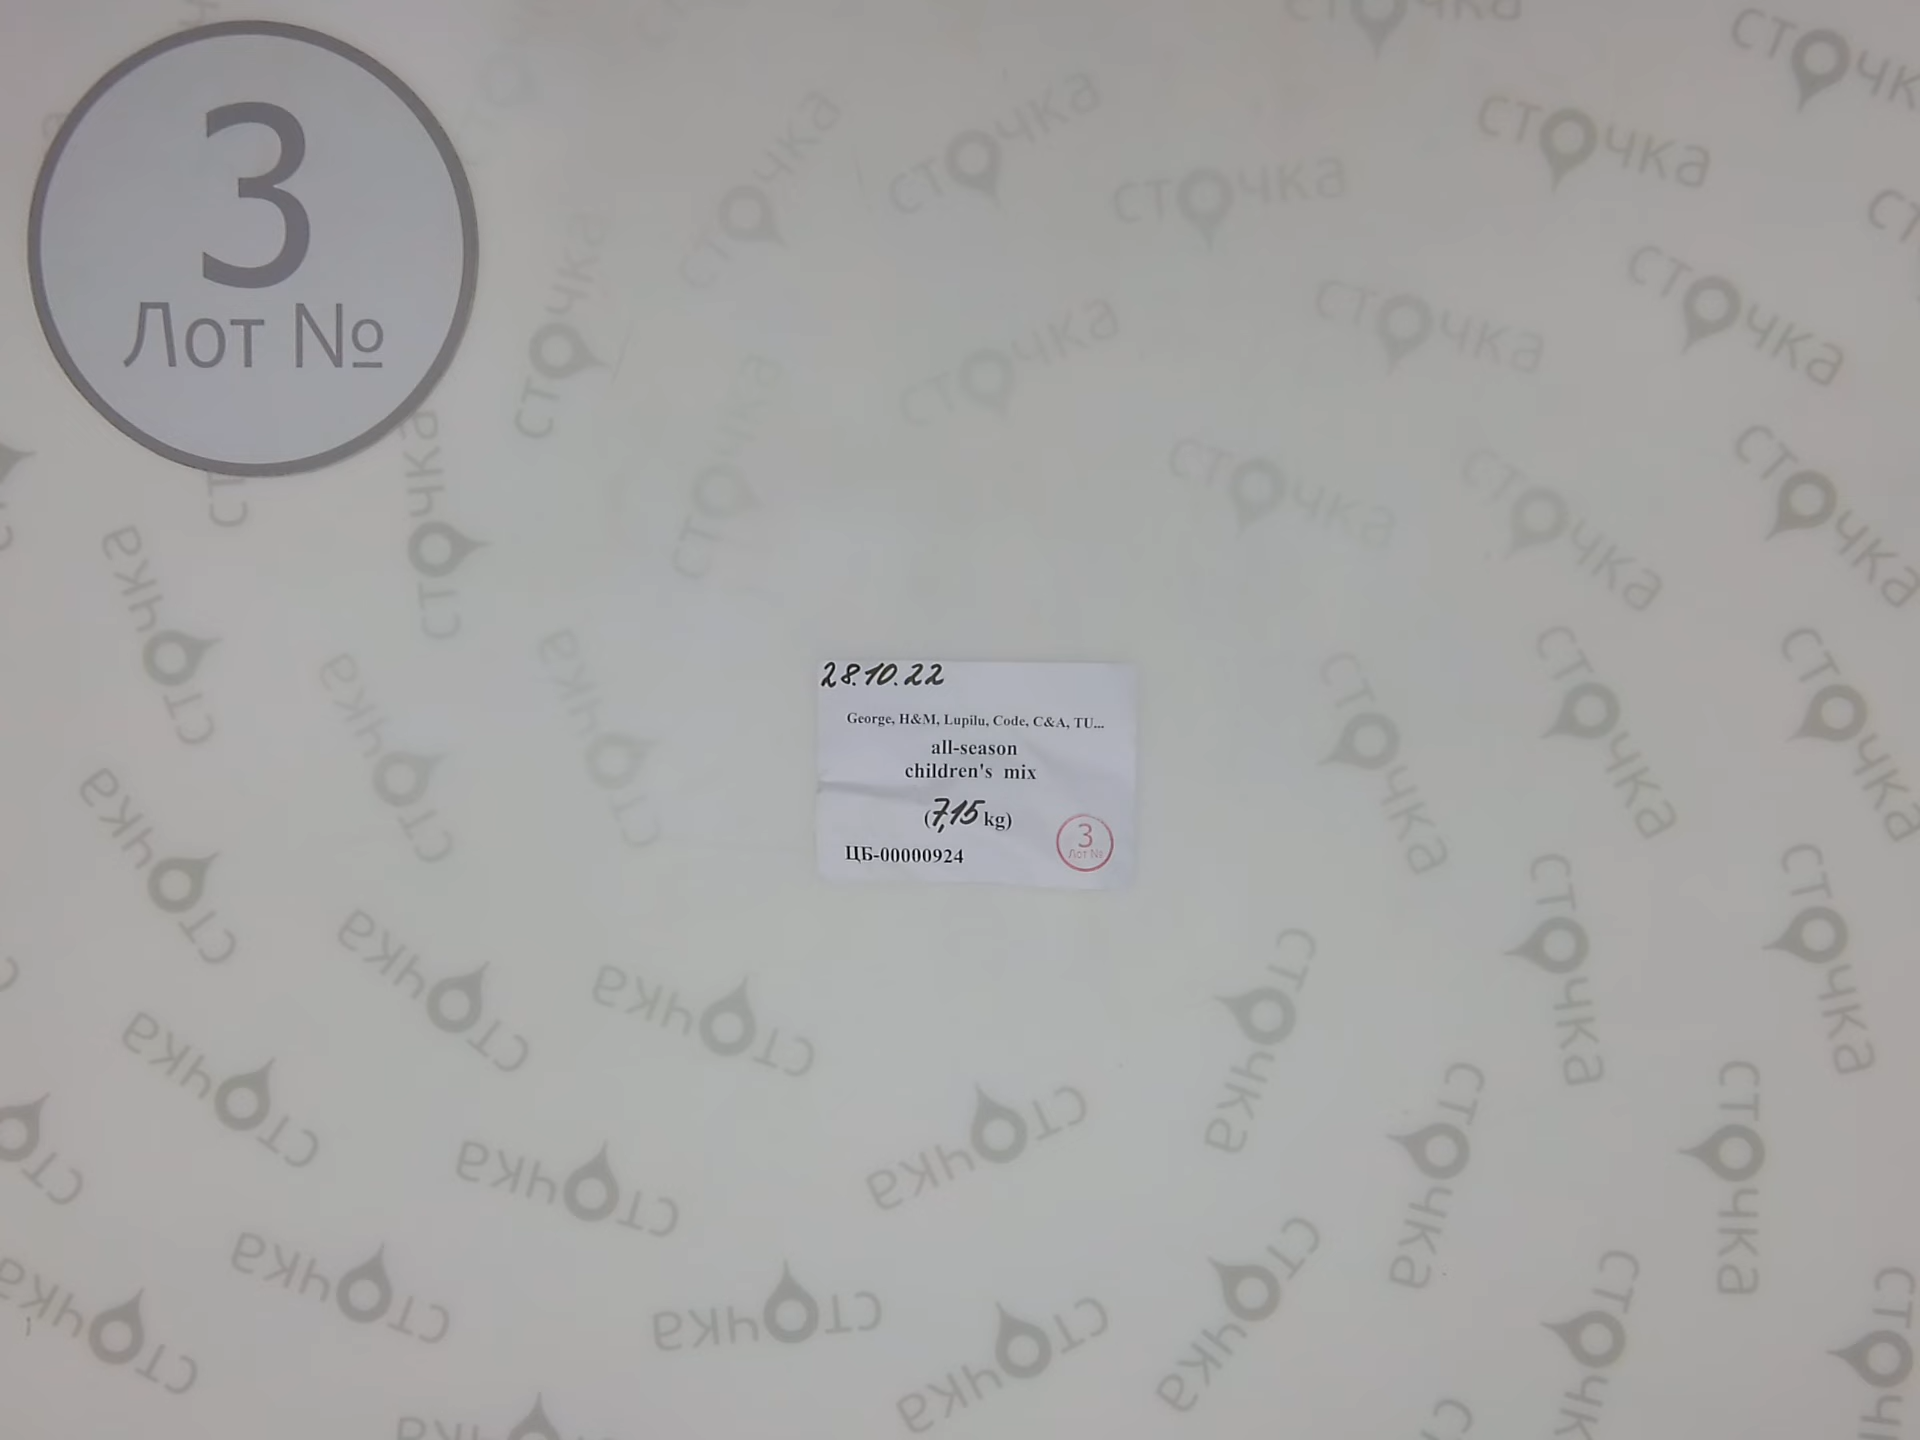 3
Лот №
28.10.22
George, H&M, Lupilu, Code, C&A, TU...
all-season
children's mix
(7,15 kg)
ЦБ-00000924
3
Лот №
сточка